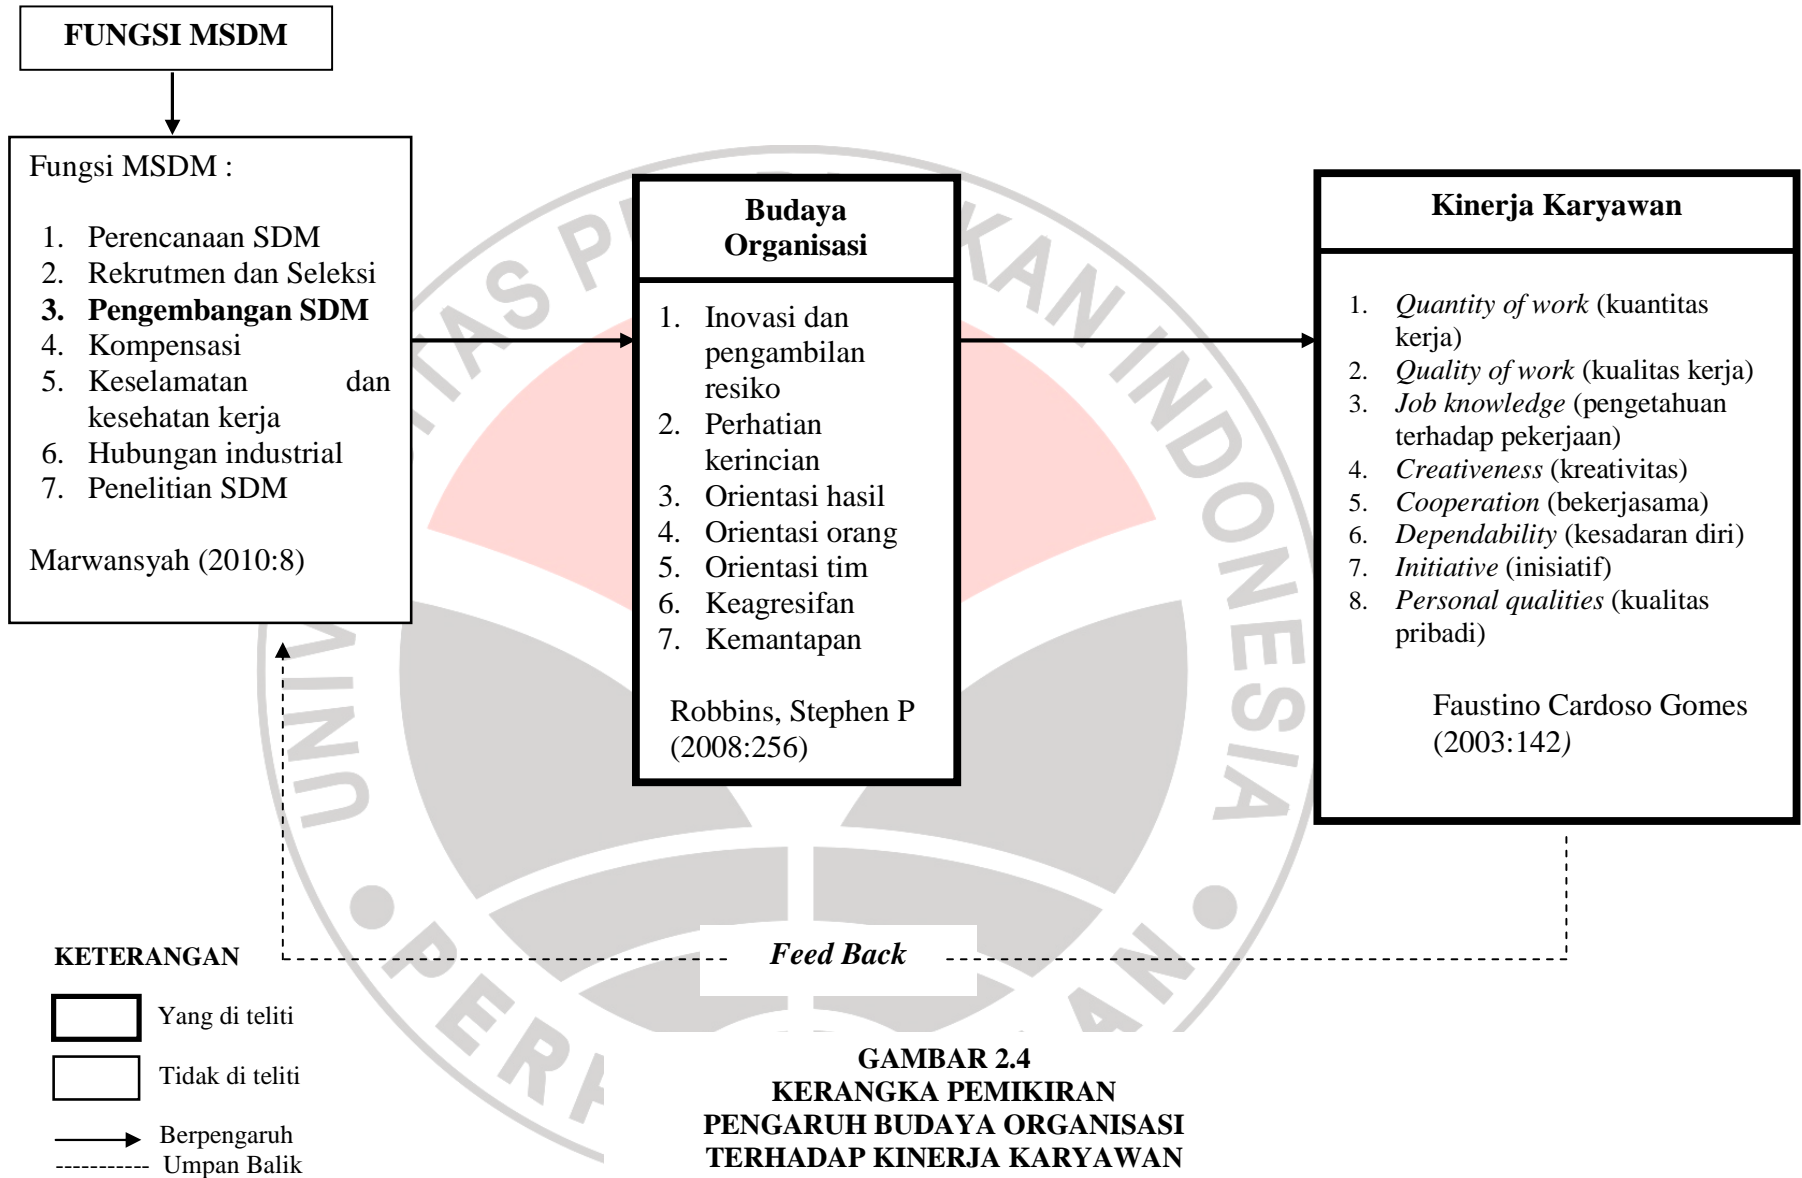 FUNGSI MSDM
Fungsi MSDM :
1. Perencanaan SDM
2. Rekrutmen dan Seleksi
3. Pengembangan SDM
4. Kompensasi
5. Keselamatan dan
kesehatan kerja
6. Hubungan industrial
7. Penelitian SDM
Marwansyah (2010:8)
Budaya
Organisasi
1. Inovasi dan
pengambilan
resiko
2. Perhatian
kerincian
3. Orientasi hasil
4. Orientasi orang
5. Orientasi tim
6. Keagresifan
7. Kemantapan
Robbins, Stephen P
(2008:256)
Kinerja Karyawan
1. Quantity of work (kuantitas
kerja)
2. Quality of work (kualitas kerja)
3. Job knowledge (pengetahuan
terhadap pekerjaan)
4. Creativeness (kreativitas)
5. Cooperation (bekerjasama)
6. Dependability (kesadaran diri)
7. Initiative (inisiatif)
8. Personal qualities (kualitas
pribadi)
Faustino Cardoso Gomes
(2003:142)
Feed Back
KETERANGAN
Yang di teliti
Tidak di teliti
Berpengaruh
Umpan Balik
GAMBAR 2.4
KERANGKA PEMIKIRAN
PENGARUH BUDAYA ORGANISASI
TERHADAP KINERJA KARYAWAN
INDONESIA